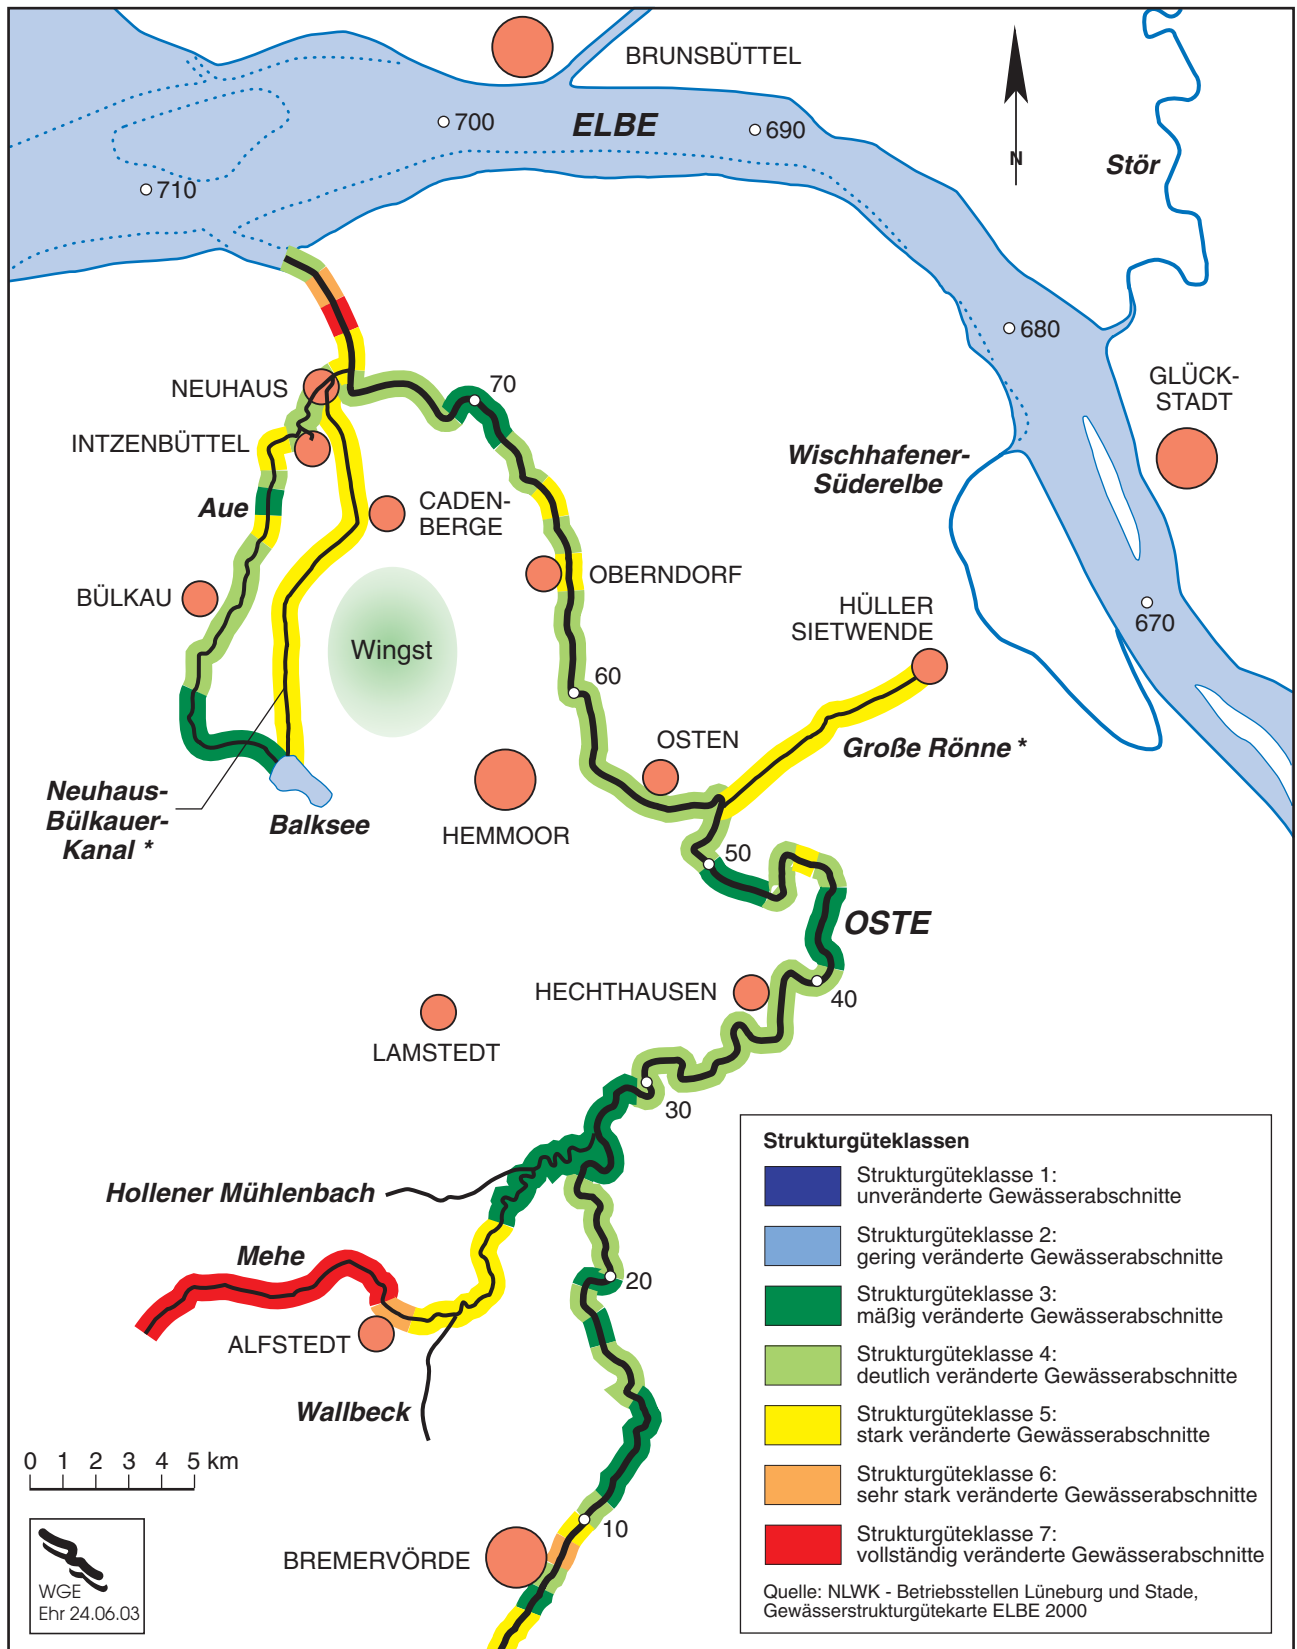 BRUNSBÜTTEL
700
ELBE
690
N
Stör
710
680
NEUHAUS
70
GLÜCK-
STADT
INTZENBÜTTEL
Wischhafener-
Süderelbe
Aue
CADEN-
BERGE
OBERNDORF
BÜLKAU
HÜLLER
SIETWENDE
670
Wingst
60
OSTEN
Große Rönne *
Neuhaus-
Bülkauer-
Kanal *
Balksee
HEMMOOR
50
OSTE
HECHTHAUSEN
40
LAMSTEDT
30
Hollener Mühlenbach
Mehe
20
ALFSTEDT
Wallbeck
0 1 2 3 4 5 km
10
BREMERVÖRDE
WGE
Ehr 24.06.03
Strukturgüteklassen
Strukturgüteklasse 1:
unveränderte Gewässerabschnitte
Strukturgüteklasse 2:
gering veränderte Gewässerabschnitte
Strukturgüteklasse 3:
mäßig veränderte Gewässerabschnitte
Strukturgüteklasse 4:
deutlich veränderte Gewässerabschnitte
Strukturgüteklasse 5:
stark veränderte Gewässerabschnitte
Strukturgüteklasse 6:
sehr stark veränderte Gewässerabschnitte
Strukturgüteklasse 7:
vollständig veränderte Gewässerabschnitte
Quelle: NLWK - Betriebsstellen Lüneburg und Stade,
Gewässerstrukturgütekarte ELBE 2000